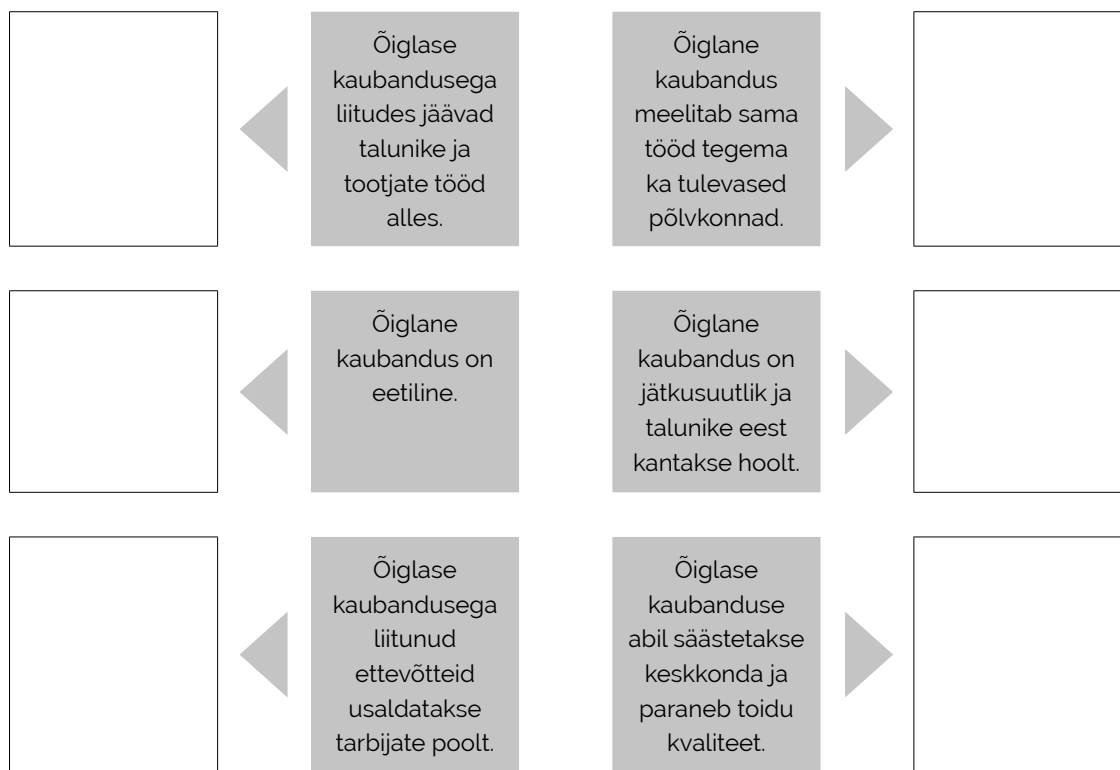 Õiglase
kaubandusega
liitudes jäävad
talunike ja
tootjate tööd
alles.
Õiglane
kaubandus
meelitab sama
tööd tegema
ka tulevased
põlvkonnad.
Õiglane
kaubandus on
eetiline.
Õiglane
kaubandus on
jätkusuutlik ja
talunike eest
kantakse hoolt.
Õiglase
kaubandusega
liitunud
ettevõtteid
usaldatakse
tarbijate poolt.
Õiglase
kaubanduse
abil säästetakse
keskkonda ja
paraneb toidu
kvaliteet.